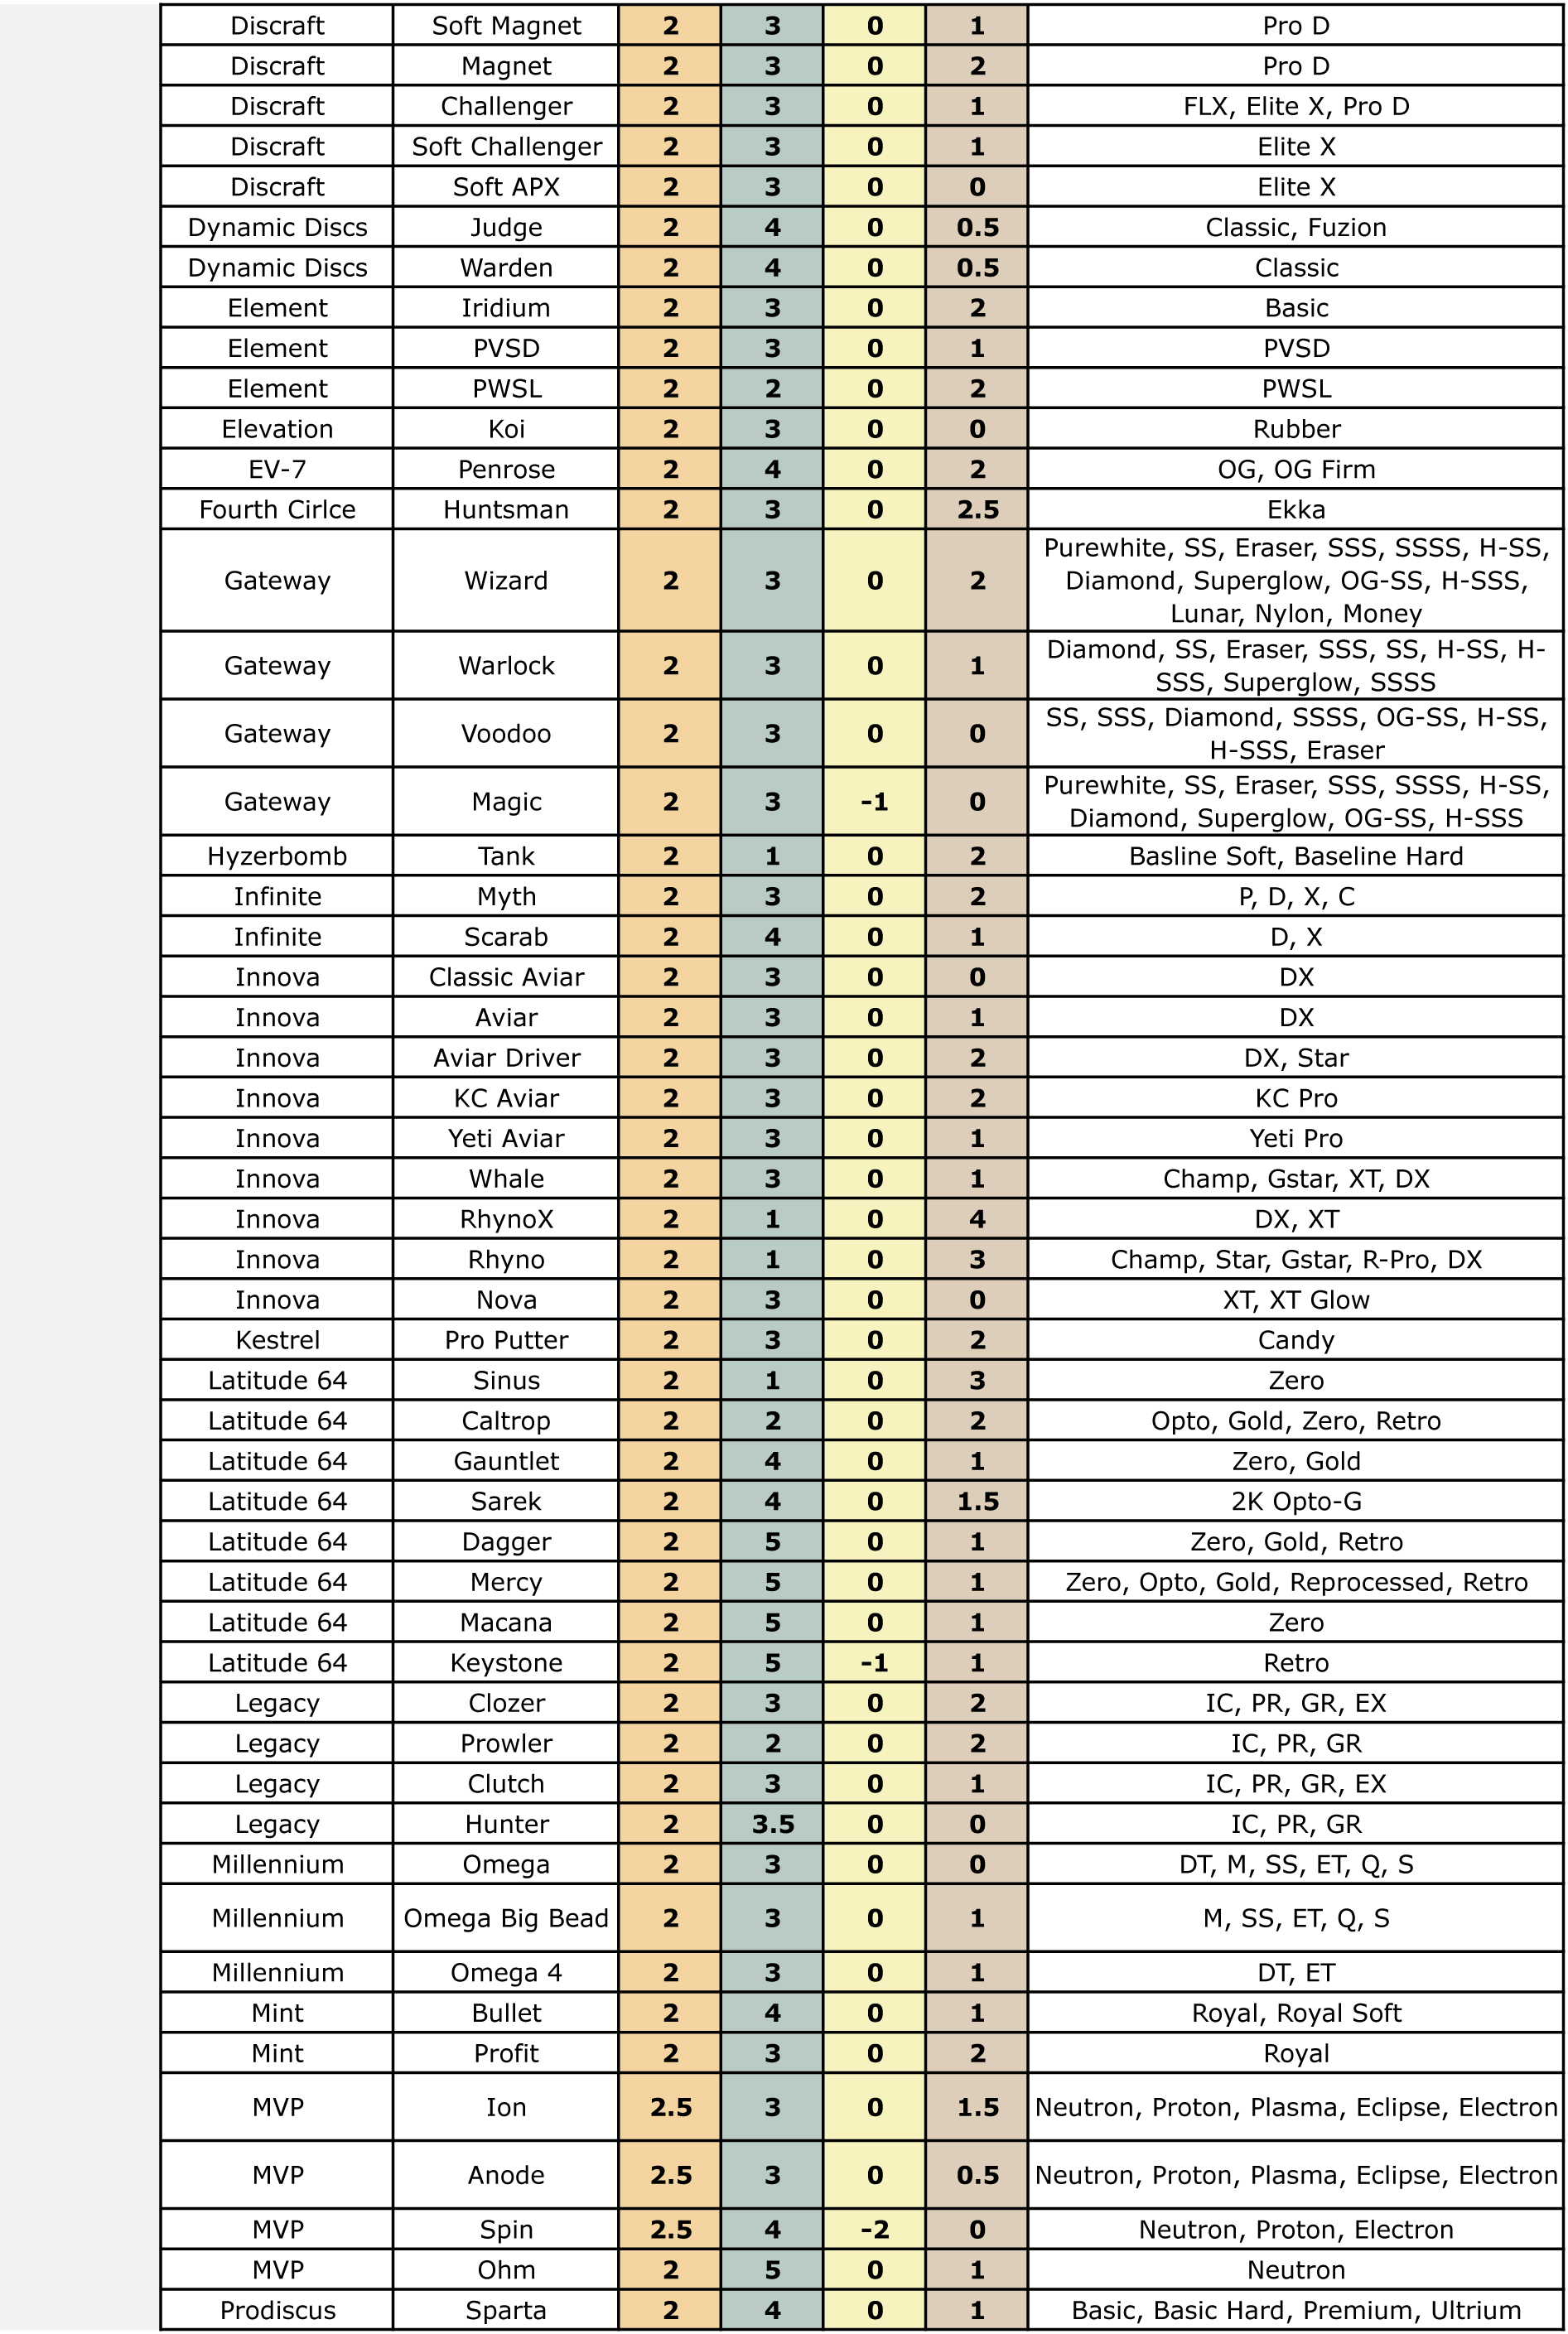 Discraft Soft Magnet 2 3 0 1 Pro D
Discraft Magnet 2 3 0 2 Pro D
Discraft Challenger 2 3 0 1 FLX, Elite X, Pro D
Discraft Soft Challenger 2 3 0 1 Elite X
Discraft Soft APX 2 3 0 0 Elite X
Dynamic Discs Judge 2 4 0 0.5 Classic, Fuzion
Dynamic Discs Warden 2 4 0 0.5 Classic
Element Iridium 2 3 0 2 Basic
Element PVSD 2 3 0 1 PVSD
Element PWSL 2 2 0 2 PWSL
Elevation Koi 2 3 0 0 Rubber
EV-7 Penrose 2 4 0 2 OG, OG Firm
Fourth Cirlce Huntsman 2 3 0 2.5 Ekka
Gateway Wizard 2 3 0 2 Purewhite, SS, Eraser, SSS, SSSS, H-SS,
Diamond, Superglow, OG-SS, H-SSS,
Lunar, Nylon, Money
Gateway Warlock 2 3 0 1 Diamond, SS, Eraser, SSS, SS, H-SS, H-
SSS, Superglow, SSSS
Gateway Voodoo 2 3 0 0 SS, SSS, Diamond, SSSS, OG-SS, H-SS,
H-SSS, Eraser
Gateway Magic 2 3 -1 0 Purewhite, SS, Eraser, SSS, SSSS, H-SS,
Diamond, Superglow, OG-SS, H-SSS
Hyzerbomb Tank 2 1 0 2 Basline Soft, Baseline Hard
Infinite Myth 2 3 0 2 P, D, X, C
Infinite Scarab 2 4 0 1 D, X
Innova Classic Aviar 2 3 0 0 DX
Innova Aviar 2 3 0 1 DX
Innova Aviar Driver 2 3 0 2 DX, Star
Innova KC Aviar 2 3 0 2 KC Pro
Innova Yeti Aviar 2 3 0 1 Yeti Pro
Innova Whale 2 3 0 1 Champ, Gstar, XT, DX
Innova RhynoX 2 1 0 4 DX, XT
Innova Rhyno 2 1 0 3 Champ, Star, Gstar, R-Pro, DX
Innova Nova 2 3 0 0 XT, XT Glow
Kestrel Pro Putter 2 3 0 2 Candy
Latitude 64 Sinus 2 1 0 3 Zero
Latitude 64 Caltrop 2 2 0 2 Opto, Gold, Zero, Retro
Latitude 64 Gauntlet 2 4 0 1 Zero, Gold
Latitude 64 Sarek 2 4 0 1.5 2K Opto-G
Latitude 64 Dagger 2 5 0 1 Zero, Gold, Retro
Latitude 64 Mercy 2 5 0 1 Zero, Opto, Gold, Reprocessed, Retro
Latitude 64 Macana 2 5 0 1 Zero
Latitude 64 Keystone 2 5 -1 1 Retro
Legacy Clozer 2 3 0 2 IC, PR, GR, EX
Legacy Prowler 2 2 0 2 IC, PR, GR
Legacy Clutch 2 3 0 1 IC, PR, GR, EX
Legacy Hunter 2 3.5 0 0 IC, PR, GR
Millennium Omega 2 3 0 0 DT, M, SS, ET, Q, S
Millennium Omega Big Bead 2 3 0 1 M, SS, ET, Q, S
Millennium Omega 4 2 3 0 1 DT, ET
Mint Bullet 2 4 0 1 Royal, Royal Soft
Mint Profit 2 3 0 2 Royal
MVP Ion 2.5 3 0 1.5 Neutron, Proton, Plasma, Eclipse, Electron
MVP Anode 2.5 3 0 0.5 Neutron, Proton, Plasma, Eclipse, Electron
MVP Spin 2.5 4 -2 0 Neutron, Proton, Electron
MVP Ohm 2 5 0 1 Neutron
Prodiscus Sparta 2 4 0 1 Basic, Basic Hard, Premium, Ultrium